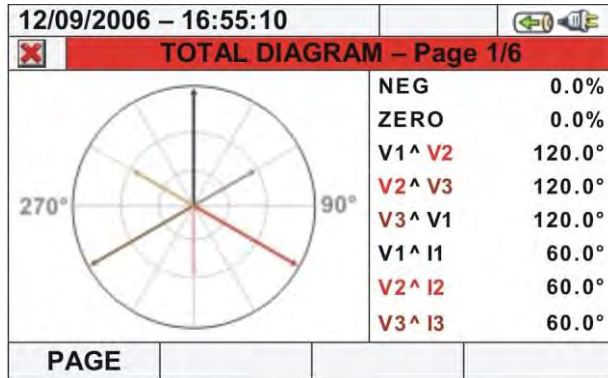 12/09/2006 – 16:55:10
TOTAL DIAGRAM – Page 1/6
270°
90°
NEG 0.0%
ZERO 0.0%
V1^ V2 120.0°
V2^ V3 120.0°
V3^ V1 120.0°
V1^ I1 60.0°
V2^ I2 60.0°
V3^ I3 60.0°
PAGE